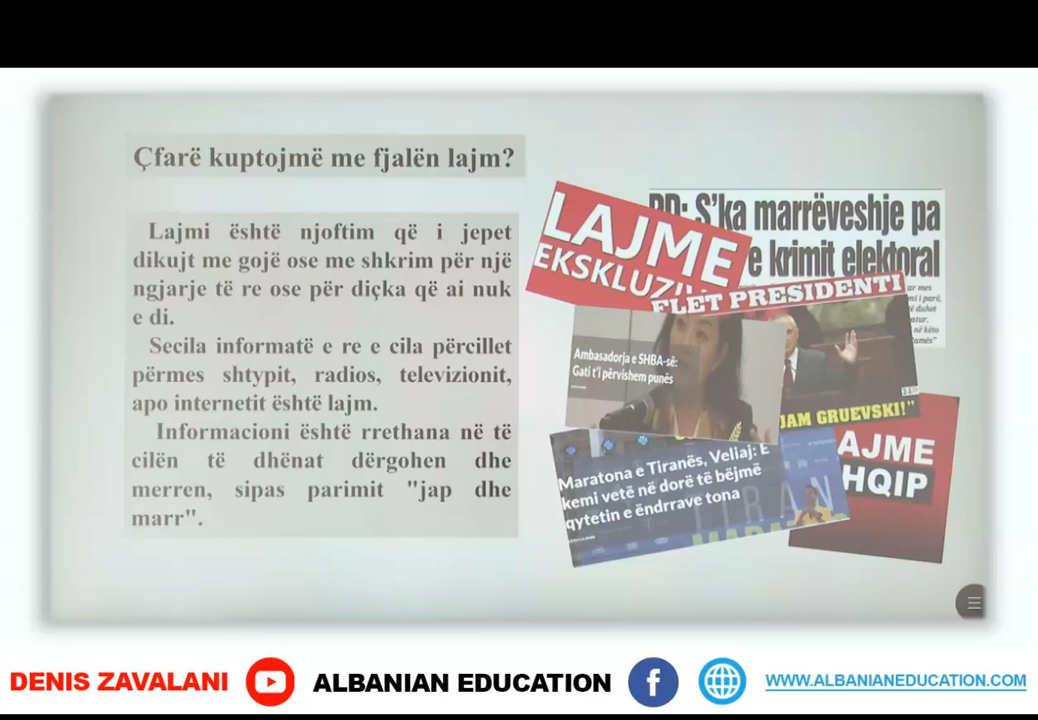 Çfarë kuptojmë me fjalën lajm?
Lajmi është njoftim që i jepet
dikujt me gojë ose me shkrim për një
ngjarje të re ose për diçka që ai nuk
e di.
Secila informatë e re e cila përcillet
përmes shtypit, radios, televizionit,
apo internetit është lajm.
Informacioni është rrethana në të
cilën të dhënat dërgohen dhe
merren, sipas parimit "jap dhe
marr".
PD: S'ka marrëveshje pa
e krimit elektoral
LAJME
EKSKLUZIV
FLET PRESIDENTI
Ambasadorja e SHBA-së:
Gati t'i përvishem punës
JAM GRUEVSKI!"
Maratona e Tiranës, Veliaj: E
kemi vetë në dorë të bëjmë
qytetin e ëndrrave tona
AJME
HQIP
DENIS ZAVALANI
ALBANIAN EDUCATION
WWW.ALBANIANEDUCATION.COM